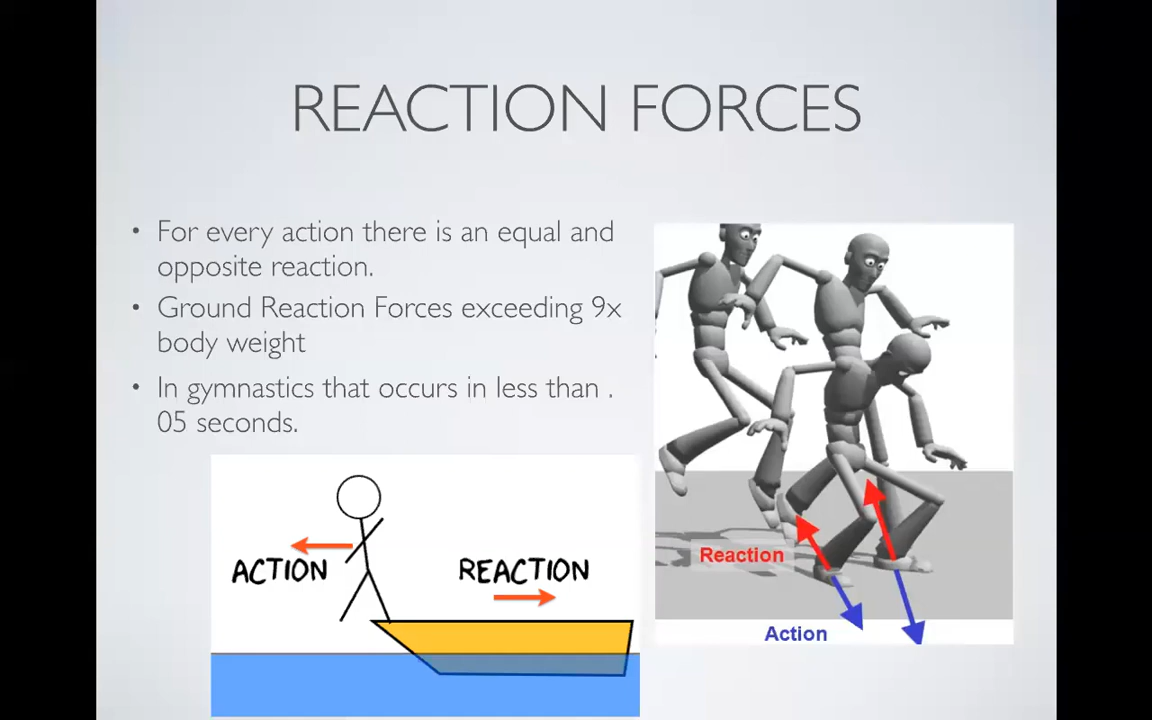 REACTION FORCES
• For every action there is an equal and
opposite reaction.
• Ground Reaction Forces exceeding 9x
body weight
• In gymnastics that occurs in less than .
05 seconds.
ACTION
REACTION
Reaction
Action